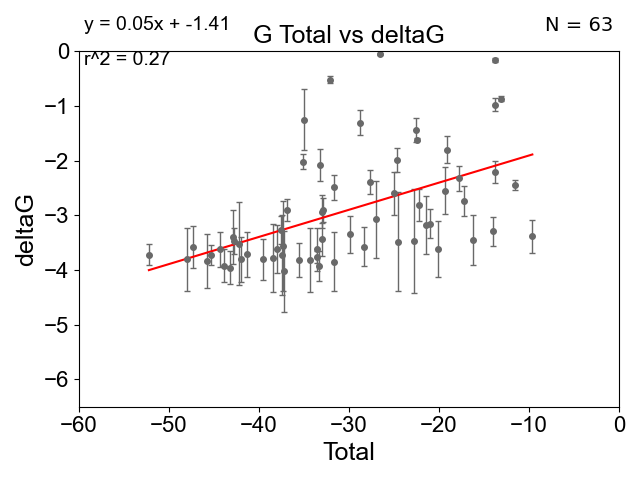 y = 0.05x + -1.41
G Total vs deltaG
N = 63
r^2 = 0.27
deltaG
0
−1
−2
−3
−4
−5
−6
−60
−50
−40
−30
−20
−10
0
Total